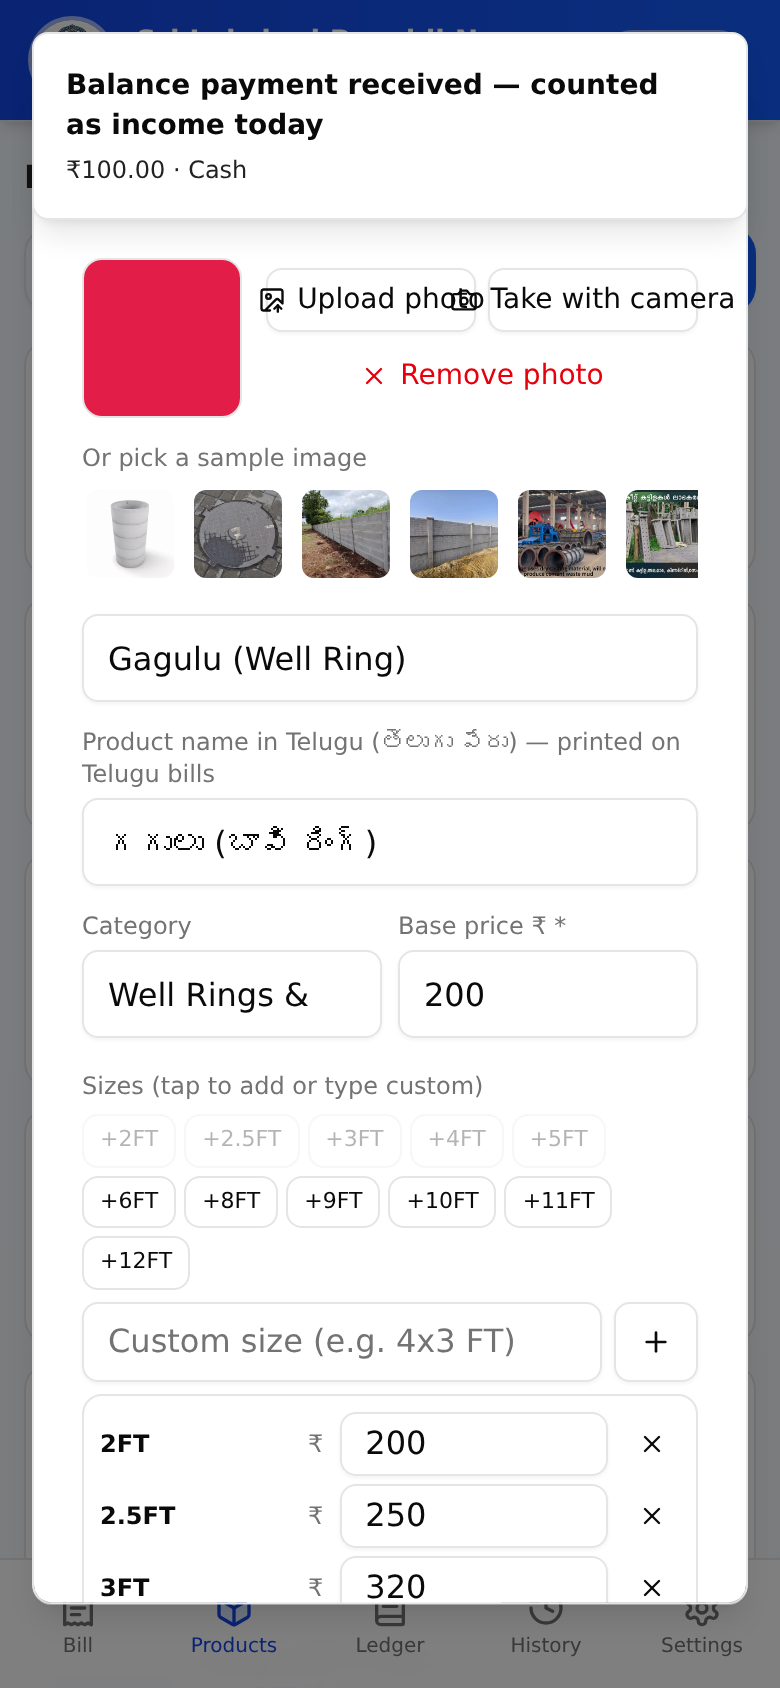 Balance payment received — counted
as income today
₹100.00 · Cash
Upload photo
Take with camera
Remove photo
Or pick a sample image
Gagulu (Well Ring)
Product name in Telugu (తెలుగు పేరు) — printed on
Telugu bills
గగులు (బావి రింగ్)
Category
Base price ₹ *
Well Rings &
200
Sizes (tap to add or type custom)
+2FT
+2.5FT
+3FT
+4FT
+5FT
+6FT
+8FT
+9FT
+10FT
+11FT
+12FT
Custom size (e.g. 4x3 FT)
+
2FT ₹ 200
2.5FT ₹ 250
3FT ₹ 320
Bill
Products
Ledger
History
Settings